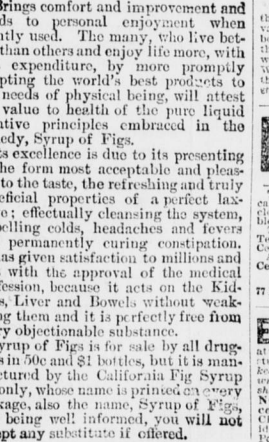 Brings comfort and improvement and
ds to personal enjoyment when
ntly used. The many, who live bet-
than others and enjoy life more, with
expenditure, by more promptly
pting the world's best products to
needs of physical being, will attest
value to health of the pure liquid
ative principles embraced in the
edy, Syrup of Figs.
ts excellence is due to its presenting
he form most acceptable and pleas-
to the taste, the refreshing and truly
eficial properties of a perfect lax-
e; effectually cleansing the system,
elling colds, headaches and fevers
permanently curing constipation.
as given satisfaction to millions and
with the approval of the medical
fession, because it acts on the Kid-
s, Liver and Bowels without weak-
ng them and it is perfectly free from
ry objectionable substance.
yrup of Figs is for sale by all drug-
s in 50c and $1 bottles, but it is man-
ctured by the California Fig Syrup
only, whose name is printed on every
kage, also the name, Syrup of Figs,
being well informed, you will not
pt any substitute if offered.
77